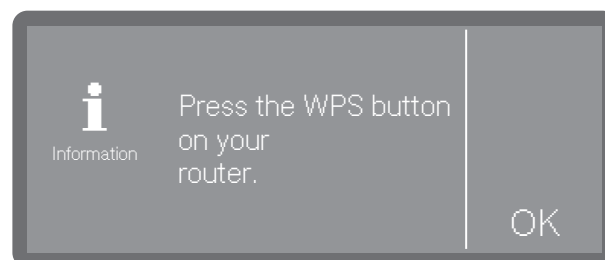 Information
Press the WPS button
on your
router.
OK